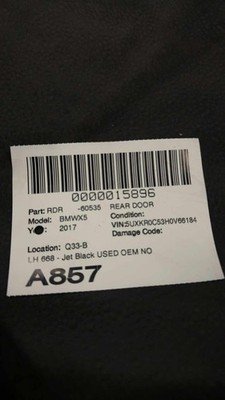 0000015896
Part: RDR -60535 REAR DOOR
Model: BMWX5 Condition:
2017 VIN:5UXKR0C53H0V66184
Damage Code:
Location: Q33-B
LH 668 - Jet Black USED OEM NO
A857